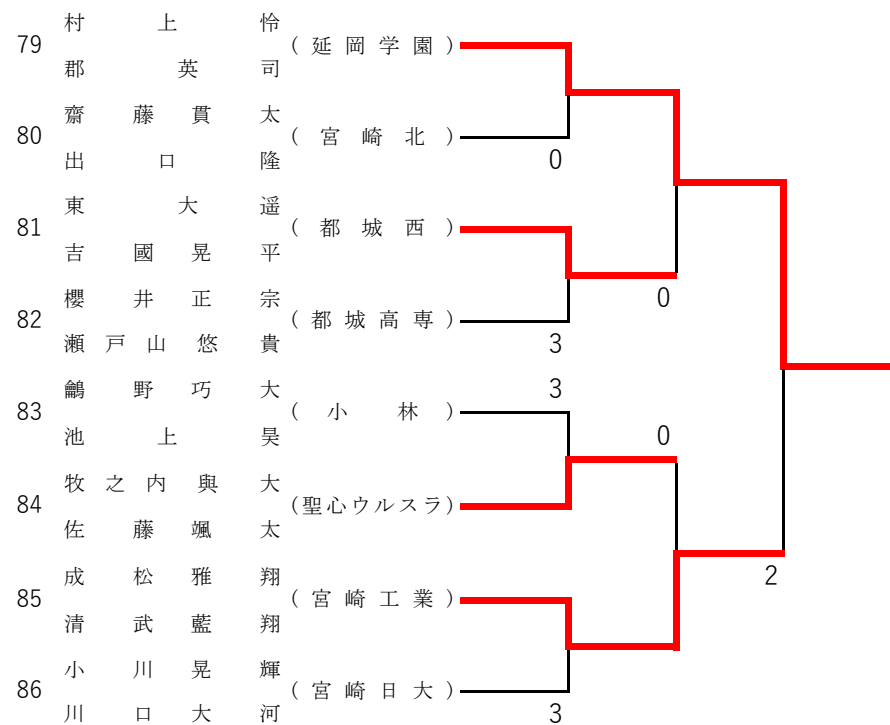 村上怜
79 (延岡学園)
郡英司
齋藤貫太
80 (宮崎北)
出口隆
0
東大遥
81 (都城西)
吉國晃平
櫻井正宗
0
82 (都城高専)
瀬戸山悠貴
3
鵜野巧大
3
83 (小林)
池上昊
0
牧之内與大
84 (聖心ウルスラ)
佐藤颯太
成松雅翔
2
85 (宮崎工業)
清武藍翔
小川晃輝
86 (宮崎日大)
川口大河
3